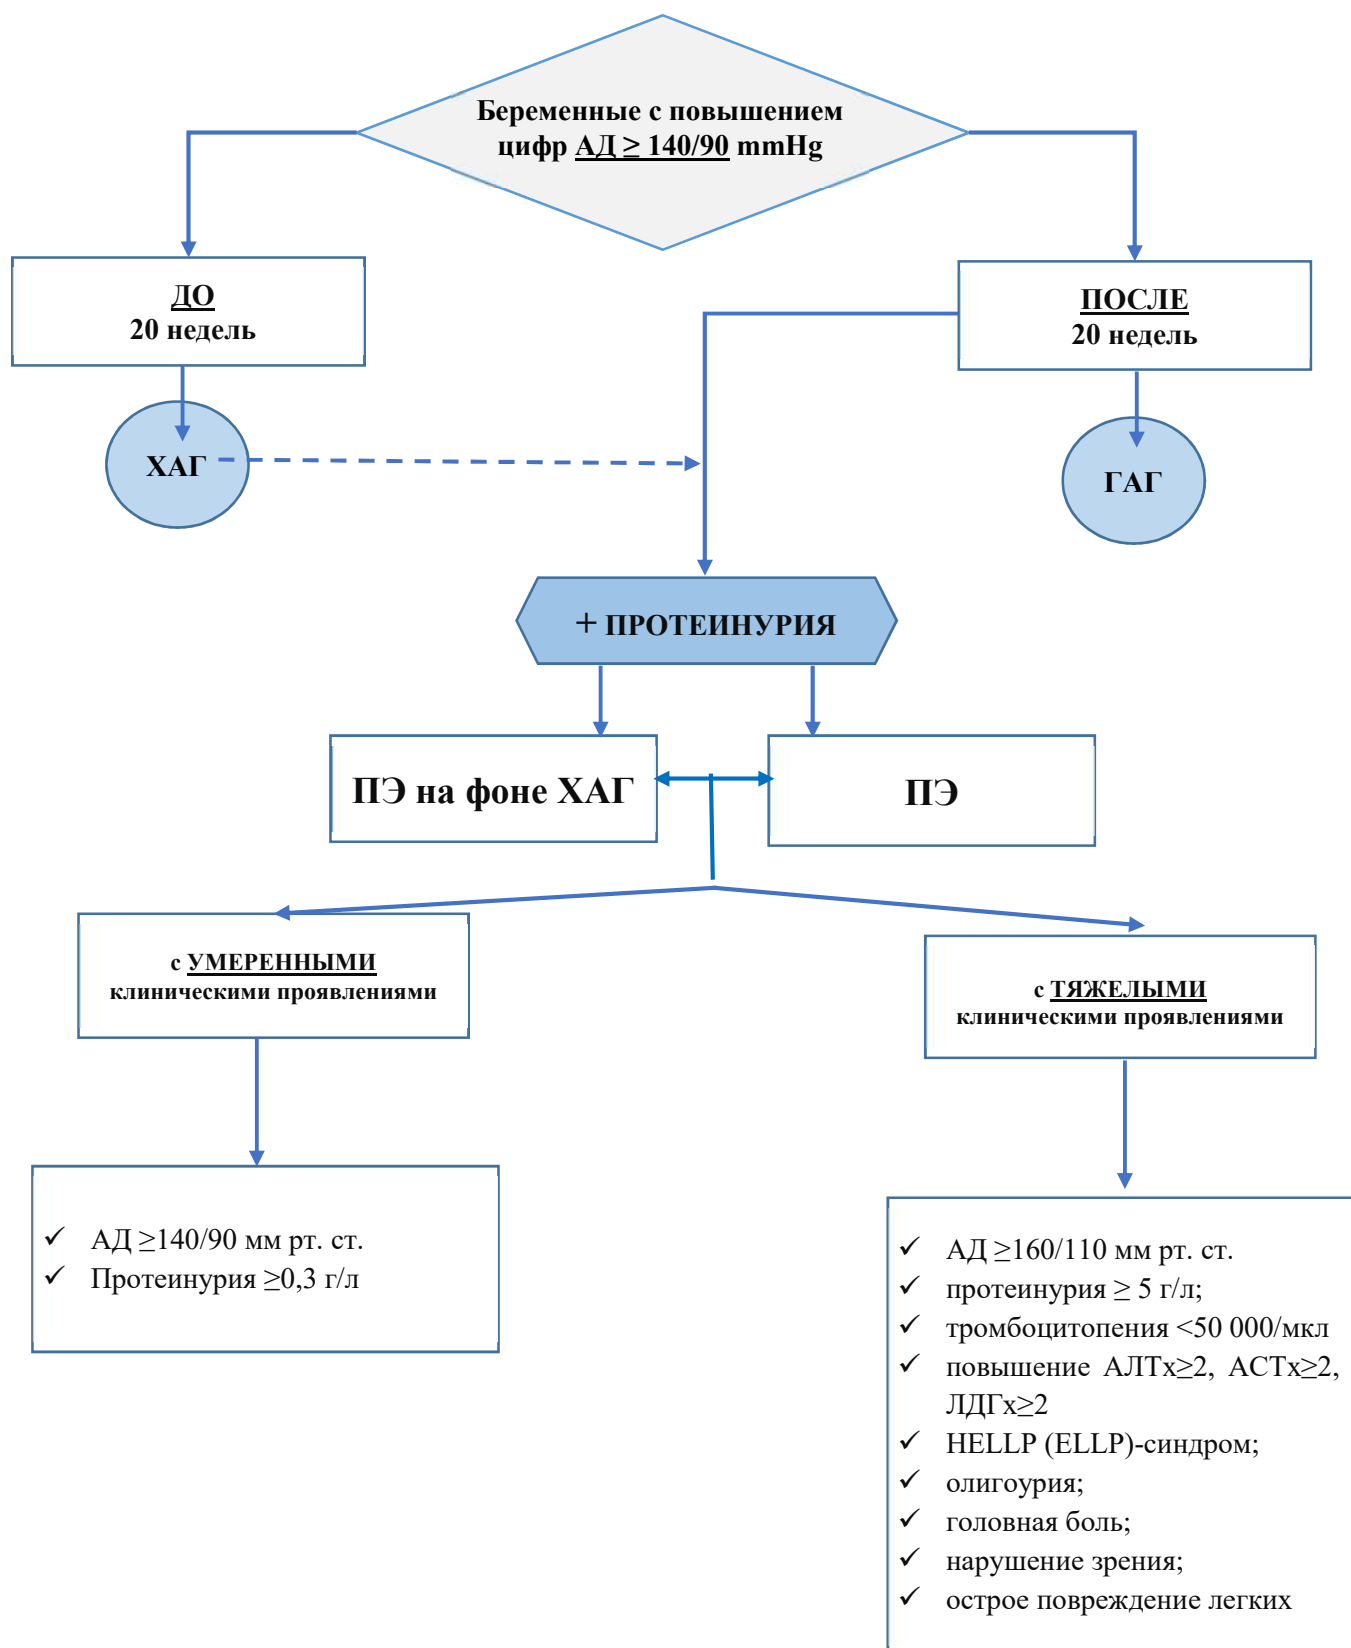 Беременные с повышением
цифр АД ≥ 140/90 mmHg
ДО
20 недель
ПОСЛЕ
20 недель
ХАГ
ГАГ
+ ПРОТЕИНУРИЯ
ПЭ на фоне ХАГ
ПЭ
с УМЕРЕННЫМИ
клиническими проявлениями
с ТЯЖЕЛЫМИ
клиническими проявлениями
✓ АД ≥140/90 мм рт. ст.
✓ Протеинурия ≥0,3 г/л
✓ АД ≥160/110 мм рт. ст.
✓ протеинурия ≥ 5 г/л;
✓ тромбоцитопения <50 000/мкл
✓ повышение АЛТх≥2, АСТх≥2,
ЛДГх≥2
✓ HELLP (ELLP)-синдром;
✓ олигоурия;
✓ головная боль;
✓ нарушение зрения;
✓ острое повреждение легких